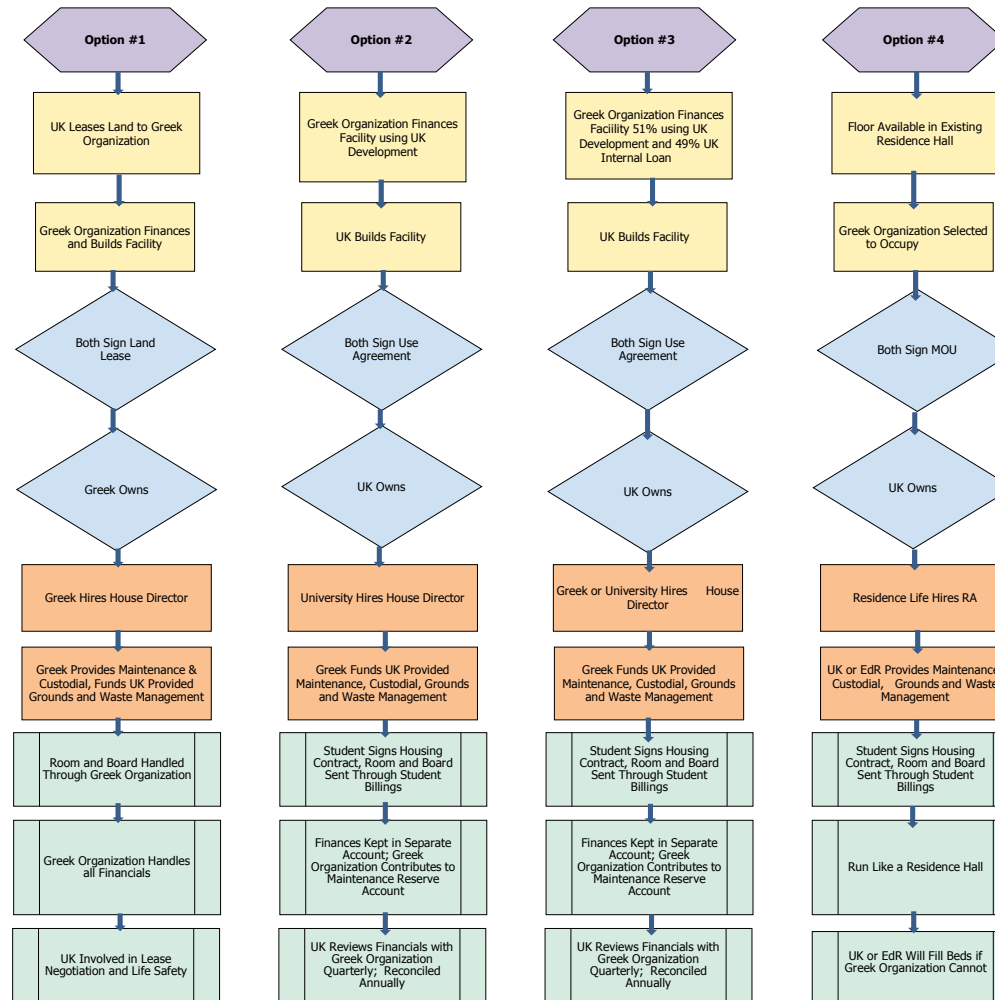 Option #1
UK Leases Land to Greek
Organization
Greek Organization Finances
and Builds Facility
Both Sign Land
Lease
Greek Owns
Greek Hires House Director
Greek Provides Maintenance &
Custodial, Funds UK Provided
Grounds and Waste Management
Room and Board Handled
Through Greek Organization
Greek Organization Handles
all Financials
UK Involved in Lease
Negotiation and Life Safety
Option #2
Greek Organization Finances
Facility using UK
Development
UK Builds Facility
Both Sign Use
Agreement
UK Owns
University Hires House Director
Greek Funds UK Provided
Maintenance, Custodial, Grounds
and Waste Management
Student Signs Housing
Contract, Room and Board
Sent Through Student
Billings
Finances Kept in Separate
Account; Greek
Organization Contributes to
Maintenance Reserve
Account
UK Reviews Financials with
Greek Organization
Quarterly; Reconciled
Annually
Option #3
Greek Organization Finances
Faciility 51% using UK
Development and 49% UK
Internal Loan
UK Builds Facility
Both Sign Use
Agreement
UK Owns
Greek or University Hires House
Director
Greek Funds UK Provided
Maintenance, Custodial, Grounds
and Waste Management
Student Signs Housing
Contract, Room and Board
Sent Through Student
Billings
Finances Kept in Separate
Account; Greek
Organization Contributes to
Maintenance Reserve
Account
UK Reviews Financials with
Greek Organization
Quarterly; Reconciled
Annually
Option #4
Floor Available in Existing
Residence Hall
Greek Organization Selected
to Occupy
Both Sign MOU
UK Owns
Residence Life Hires RA
UK or EdR Provides Maintenance
Custodial, Grounds and Waste
Management
Student Signs Housing
Contract, Room and Board
Sent Through Student
Billings
Run Like a Residence Hall
UK or EdR Will Fill Beds if
Greek Organization Cannot